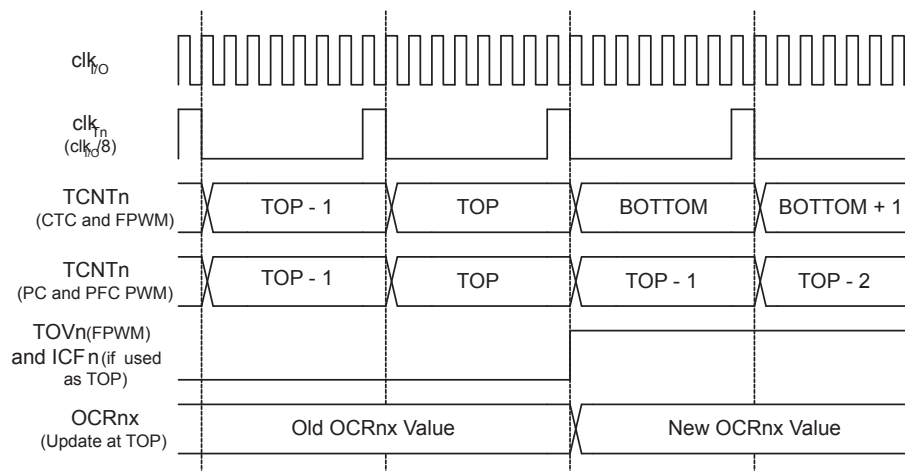 clkI/O
clkTn
(clkI/O/8)
TCNTn
(CTC and FPWM)
TOP - 1
TOP
BOTTOM
BOTTOM + 1
TCNTn
(PC and PFC PWM)
TOP - 1
TOP
TOP - 1
TOP - 2
TOVn(FPWM)
and ICFn(if used
as TOP)
OCRnx
(Update at TOP)
Old OCRnx Value
New OCRnx Value